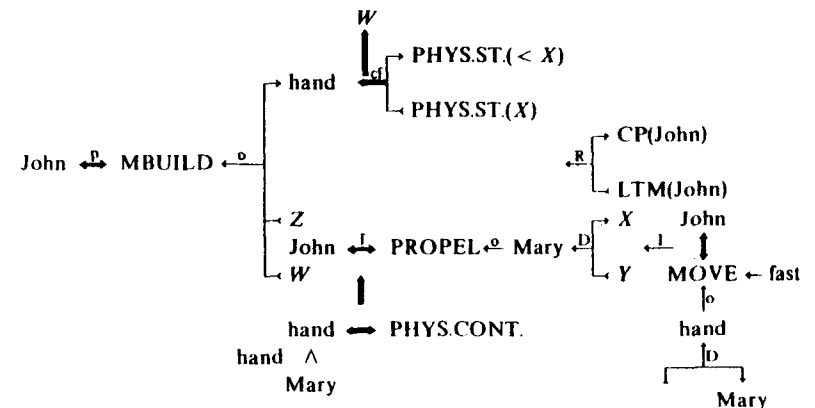 W
cf
PHYS.ST.(< X)
hand
PHYS.ST.(X)
CP(John)
John p MBUILD o R
LTM(John)
Z X John
John f PROPEL o Mary D I
W Y MOVE fast
o
hand PHYS.CONT. hand
hand ^ D
Mary
Mary